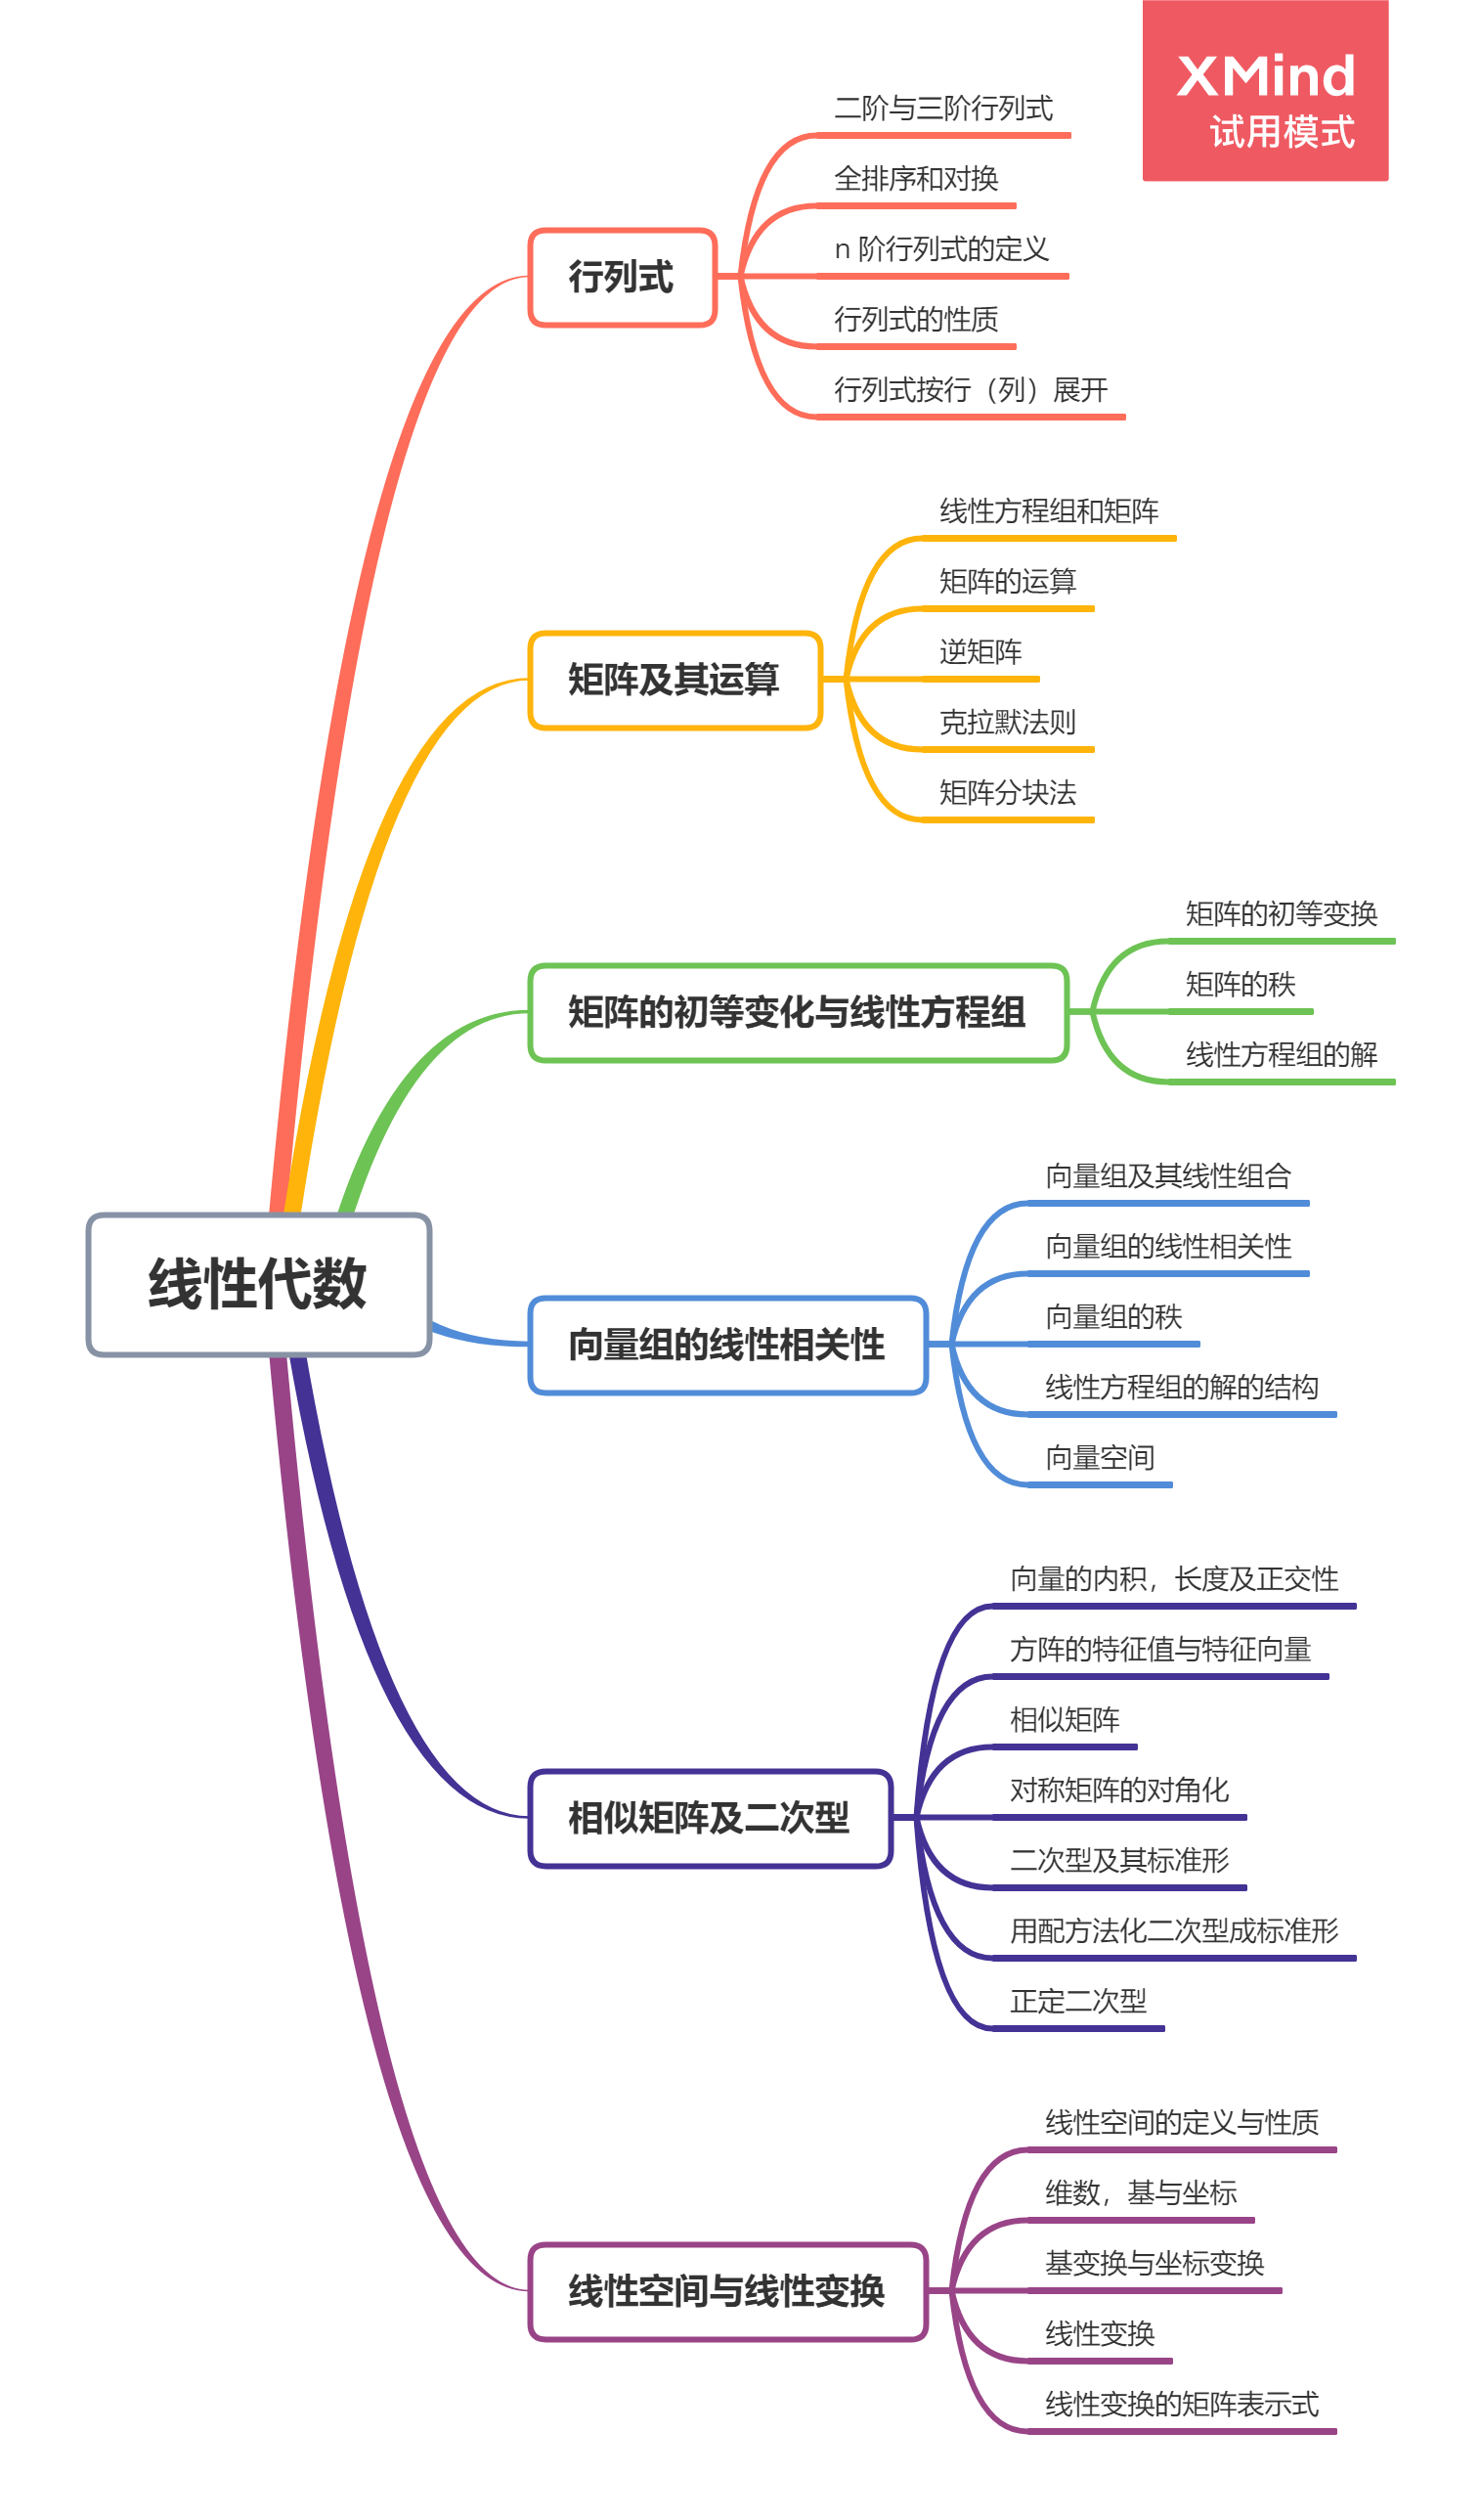 XMind
试用模式
线性代数
行列式
二阶与三阶行列式
全排序和对换
n 阶行列式的定义
行列式的性质
行列式按行（列）展开
矩阵及其运算
线性方程组和矩阵
矩阵的运算
逆矩阵
克拉默法则
矩阵分块法
矩阵的初等变化与线性方程组
矩阵的初等变换
矩阵的秩
线性方程组的解
向量组的线性相关性
向量组及其线性组合
向量组的线性相关性
向量组的秩
线性方程组的解的结构
向量空间
相似矩阵及二次型
向量的内积，长度及正交性
方阵的特征值与特征向量
相似矩阵
对称矩阵的对角化
二次型及其标准形
用配方法化二次型成标准形
正定二次型
线性空间与线性变换
线性空间的定义与性质
维数，基与坐标
基变换与坐标变换
线性变换
线性变换的矩阵表示式